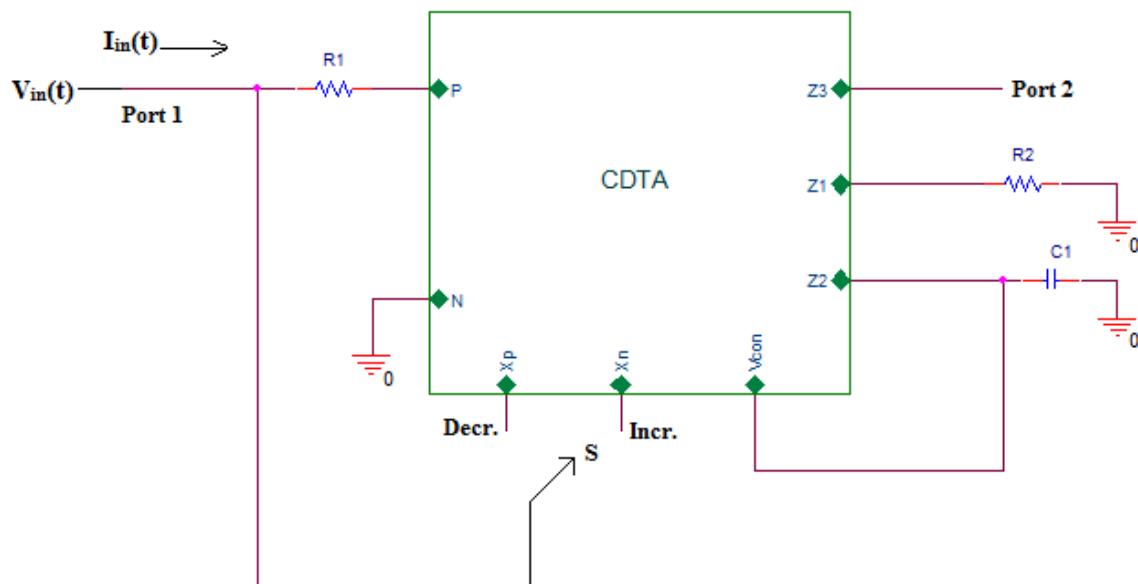 Iin(t)
R1
Vin(t)
Port 1
P
Z3
Port 2
CDTA
R2
Z1
0
C1
Z2
N
0
0
Xp
Xn
Vcon
Decr.
Incr.
S